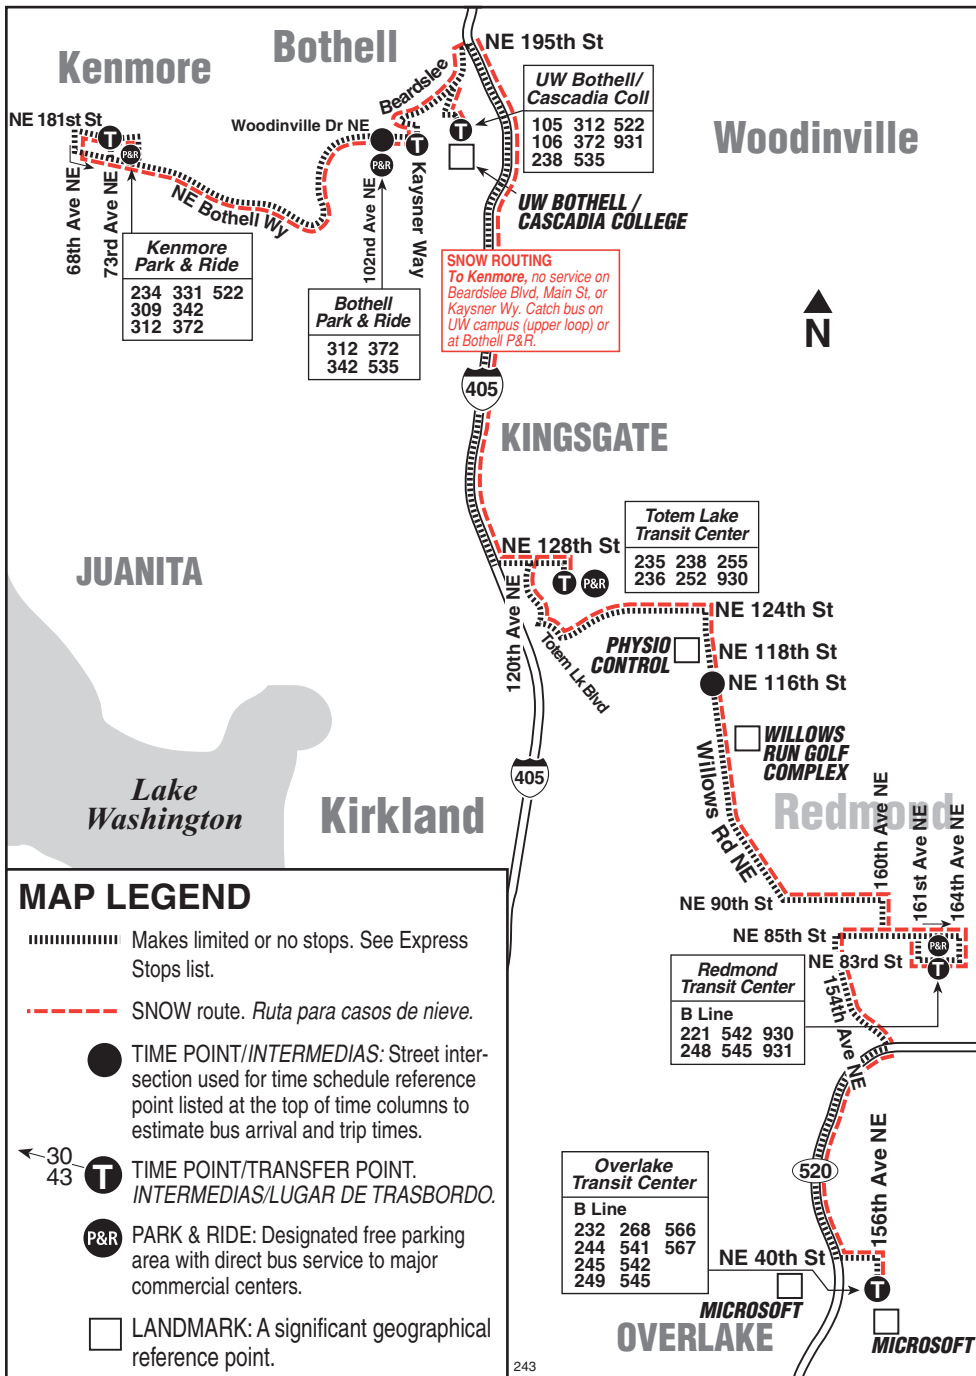 Bothell
NE 195th St
Kenmore
Beardslee
UW Bothell/
Cascadia Coll
105 312 522
106 372 931
238 535
NE 181st St
T
P&R
Woodinville Dr NE
T
P&R
T
Woodinville
68th Ave NE
73rd Ave NE
NE Bothell Wy
102nd Ave NE
Kaysner Way
UW BOTHELL /
CASCADIA COLLEGE
Kenmore
Park & Ride
234 331 522
309 342
312 372
Bothell
Park & Ride
312 372
342 535
SNOW ROUTING
To Kenmore, no service on
Beardslee Blvd, Main St, or
Kaysner Wy. Catch bus on
UW campus (upper loop) or
at Bothell P&R.
N
405
KINGSGATE
Totem Lake
Transit Center
235 238 255
236 252 930
NE 128th St
T
P&R
JUANITA
120th Ave NE
Totem Lk Blvd
NE 124th St
PHYSIO
CONTROL
NE 118th St
NE 116th St
WILLOWS
RUN GOLF
COMPLEX
Willows Rd NE
405
Lake
Washington
Kirkland
Redmond
160th Ave NE
161st Ave NE
164th Ave NE
NE 90th St
NE 85th St
P&R
NE 83rd St
T
Redmond
Transit Center
B Line
221 542 930
248 545 931
154th Ave NE
520
156th Ave NE
Overlake
Transit Center
B Line
232 268 566
244 541 567
245 542
249 545
NE 40th St
T
MICROSOFT
MICROSOFT
OVERLAKE
MAP LEGEND
Makes limited or no stops. See Express
Stops list.
SNOW route. Ruta para casos de nieve.
TIME POINT/INTERMEDIAS: Street inter-
section used for time schedule reference
point listed at the top of time columns to
estimate bus arrival and trip times.
30
43
T
TIME POINT/TRANSFER POINT.
INTERMEDIAS/LUGAR DE TRASBORDO.
P&R
PARK & RIDE: Designated free parking
area with direct bus service to major
commercial centers.
LANDMARK: A significant geographical
reference point.
243